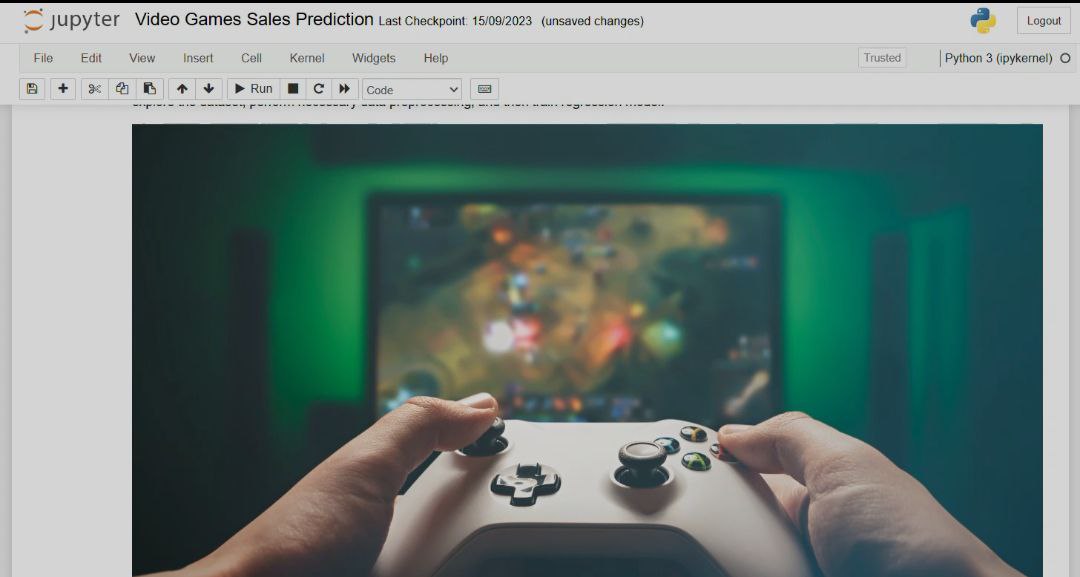 jupyter Video Games Sales Prediction Last Checkpoint: 15/09/2023 (unsaved changes) Logout
File Edit View Insert Cell Kernel Widgets Help Trusted Python 3 (ipykernel)
Run Code
explore the dataset, perform necessary data preprocessing, and then train regression model.